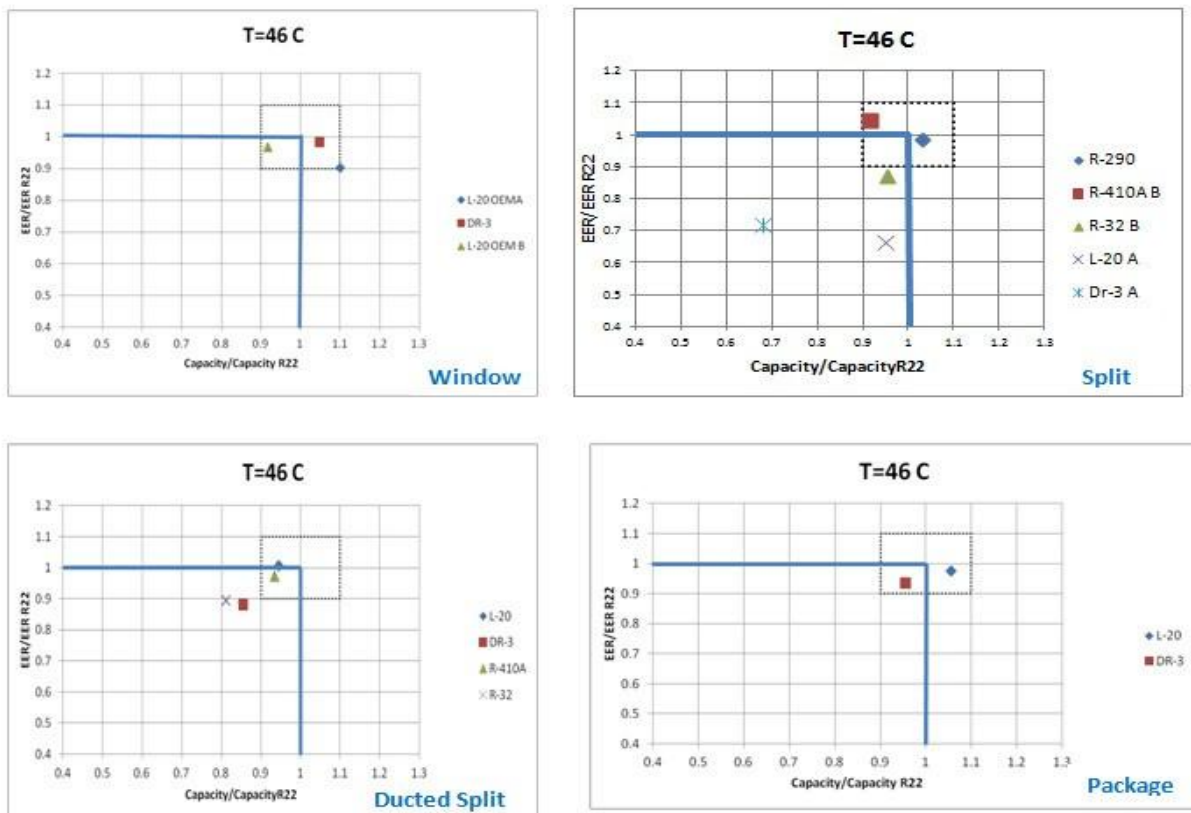 T=46 C
1.2
1.1
1
0.9
0.8
0.7
0.6
0.5
0.4
EER/EER R22
0.4 0.5 0.6 0.7 0.8 0.9 1 1.1 1.2 1.3
Capacity/Capacity R22
L-20 OEMA
DR-3
L-20 OEM B
Window
T=46 C
1.2
1.1
1
0.9
0.8
0.7
0.6
0.5
0.4
EER/ EER R22
0.4 0.5 0.6 0.7 0.8 0.9 1 1.1 1.2 1.3
Capacity/CapacityR22
R-290
R-410A B
R-32 B
L-20 A
Dr-3 A
Split
T=46 C
1.2
1.1
1
0.9
0.8
0.7
0.6
0.5
0.4
EER/EER R22
0.4 0.5 0.6 0.7 0.8 0.9 1 1.1 1.2 1.3
Capacity/CapacityR22
L-20
DR-3
R-410A
R-32
Ducted Split
T=46 C
1.2
1.1
1
0.9
0.8
0.7
0.6
0.5
0.4
EER/EER R22
0.4 0.5 0.6 0.7 0.8 0.9 1 1.1 1.2 1.3
Capacity/Capacity R22
L-20
DR-3
Package